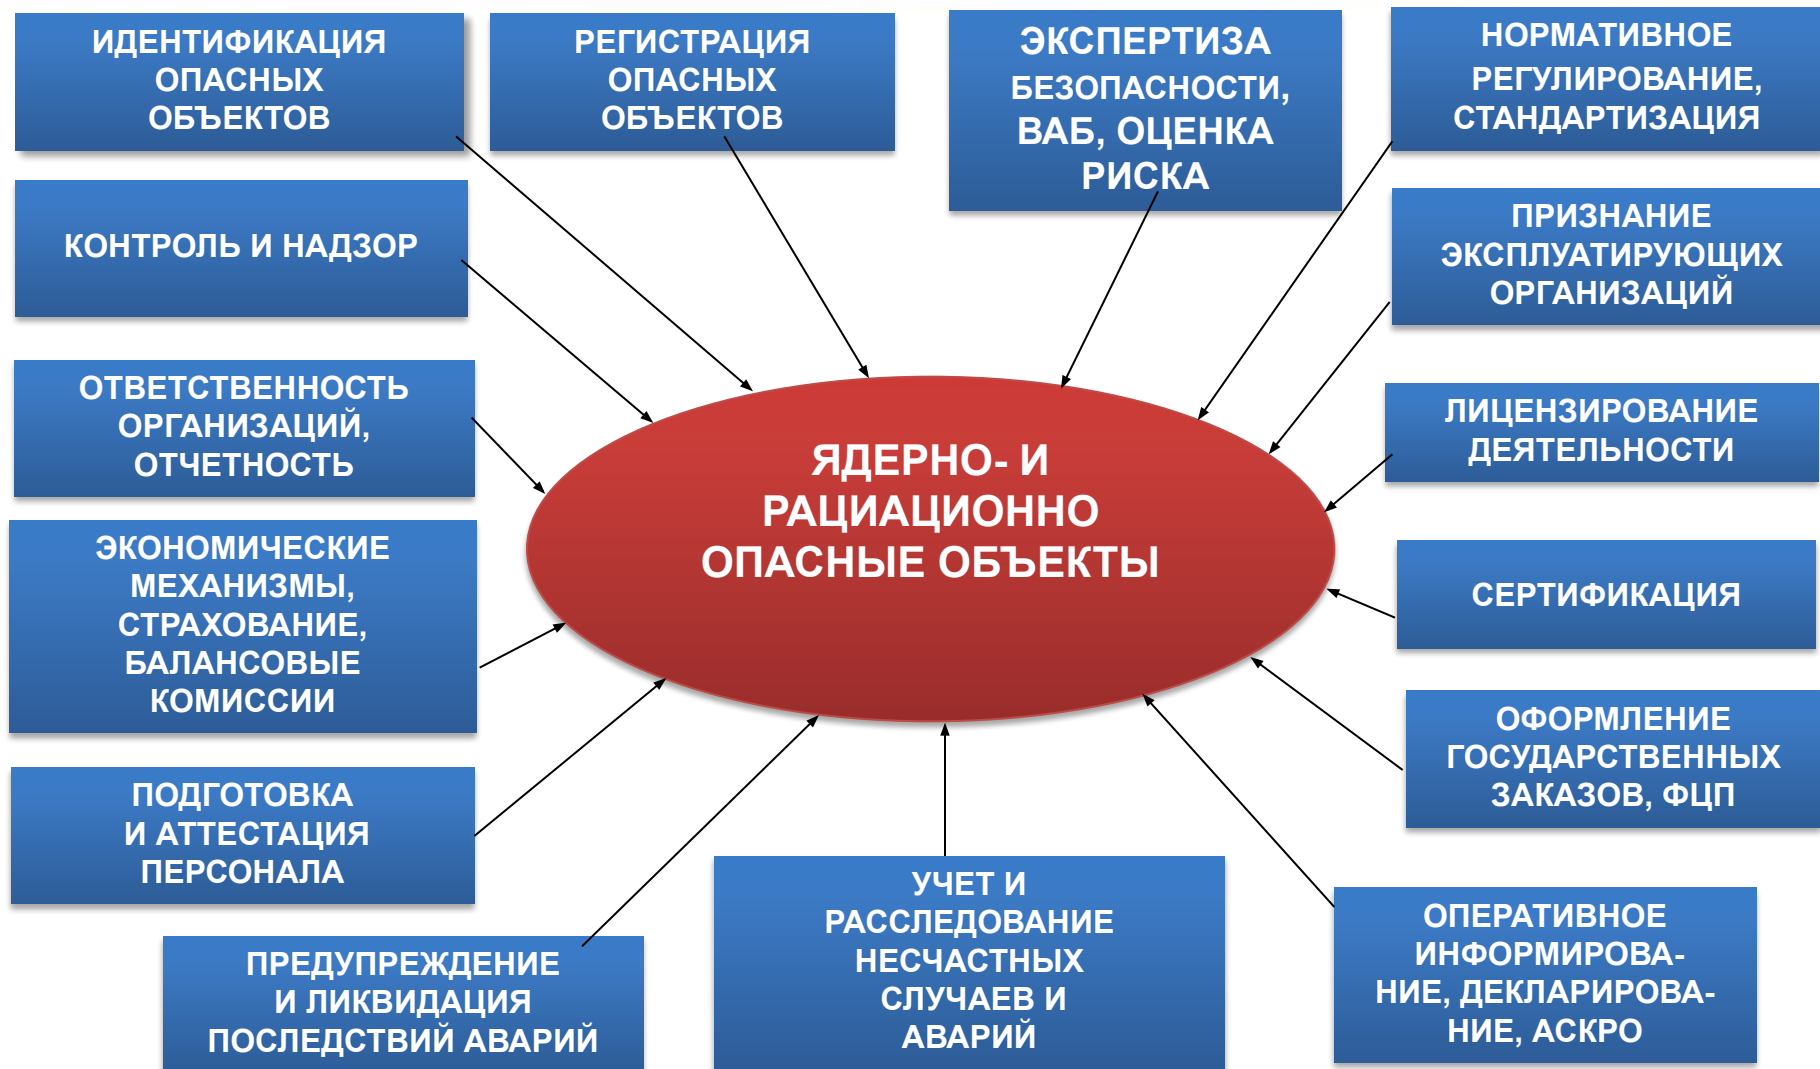 ИДЕНТИФИКАЦИЯ
ОПАСНЫХ
ОБЪЕКТОВ
РЕГИСТРАЦИЯ
ОПАСНЫХ
ОБЪЕКТОВ
ЭКСПЕРТИЗА
БЕЗОПАСНОСТИ,
ВАБ, ОЦЕНКА
РИСКА
НОРМАТИВНОЕ
РЕГУЛИРОВАНИЕ,
СТАНДАРТИЗАЦИЯ
КОНТРОЛЬ И НАДЗОР
ПРИЗНАНИЕ
ЭКСПЛУАТИРУЮЩИХ
ОРГАНИЗАЦИЙ
ОТВЕТСТВЕННОСТЬ
ОРГАНИЗАЦИЙ,
ОТЧЕТНОСТЬ
ЛИЦЕНЗИРОВАНИЕ
ДЕЯТЕЛЬНОСТИ
ЯДЕРНО- И
РАЦИАЦИОННО
ОПАСНЫЕ ОБЪЕКТЫ
ЭКОНОМИЧЕСКИЕ
МЕХАНИЗМЫ,
СТРАХОВАНИЕ,
БАЛАНСОВЫЕ
КОМИССИИ
СЕРТИФИКАЦИЯ
ОФОРМЛЕНИЕ
ГОСУДАРСТВЕННЫХ
ЗАКАЗОВ, ФЦП
ПОДГОТОВКА
И АТТЕСТАЦИЯ
ПЕРСОНАЛА
ПРЕДУПРЕЖДЕНИЕ
И ЛИКВИДАЦИЯ
ПОСЛЕДСТВИЙ АВАРИЙ
УЧЕТ И
РАССЛЕДОВАНИЕ
НЕСЧАСТНЫХ
СЛУЧАЕВ И
АВАРИЙ
ОПЕРАТИВНОЕ
ИНФОРМИРОВА-
НИЕ, ДЕКЛАРИРОВА-
НИЕ, АСКРО